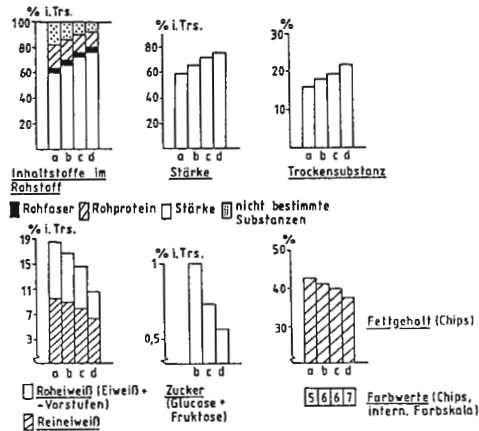 % i.Trs.
100
80
60
40
20
a b c d
Inhaltstoffe im
Rohstoff
% i.Trs.
80
60
40
20
a b c d
Stärke
%
30
20
10
a b c d
Trockensubstanz
Rohfaser Rohprotein Stärke nicht bestimmte
Substanzen
% i.Trs.
19
15
11
7
3
a b c d
Roheiweiß (Eiweiß +
-Vorstufen)
Reineiweiß
% i.Trs.
1
0,5
b c d
Zucker
(Glucose +
Fruktose)
%
50
40
30
a b c d
Fettgehalt (Chips)
5 6 6 7
Farbwerte (Chips,
intern. Farbskala)